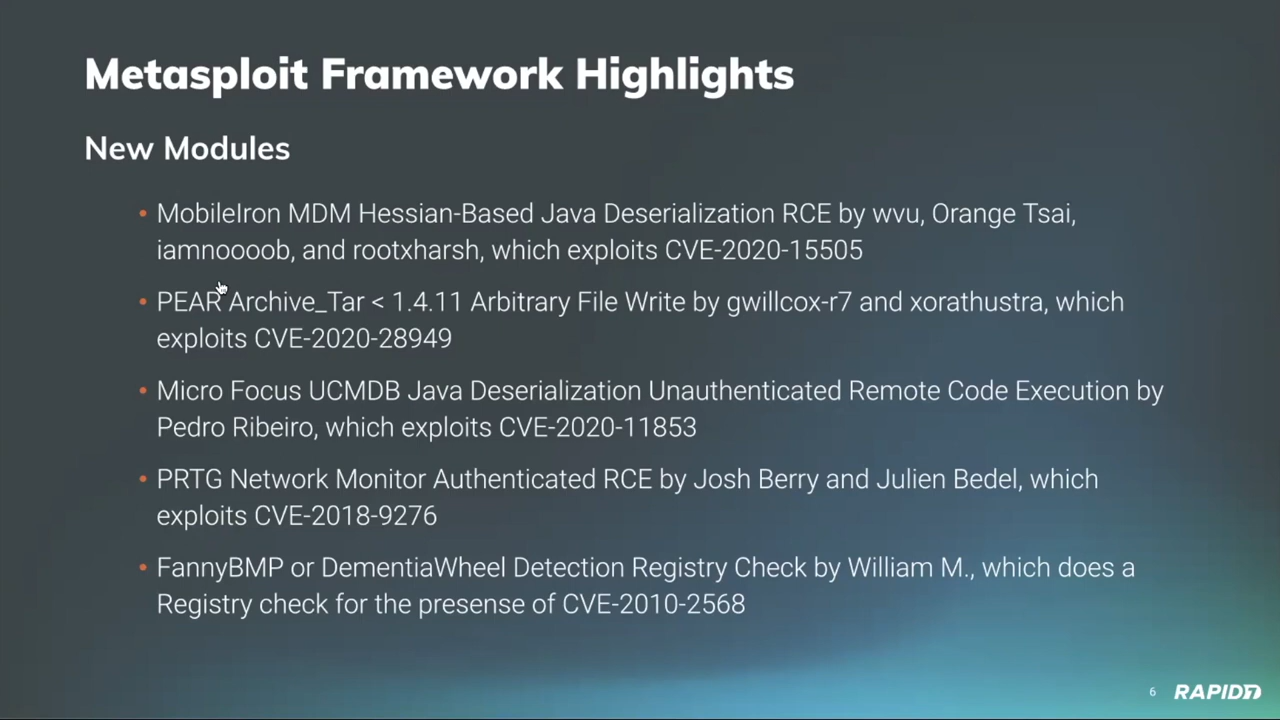 Metasploit Framework Highlights
New Modules
• MobileIron MDM Hessian-Based Java Deserialization RCE by wvu, Orange Tsai,
iamnoooob, and rootxharsh, which exploits CVE-2020-15505
• PEAR Archive_Tar < 1.4.11 Arbitrary File Write by gwillcox-r7 and xorathustra, which
exploits CVE-2020-28949
• Micro Focus UCMDB Java Deserialization Unauthenticated Remote Code Execution by
Pedro Ribeiro, which exploits CVE-2020-11853
• PRTG Network Monitor Authenticated RCE by Josh Berry and Julien Bedel, which
exploits CVE-2018-9276
• FannyBMP or DementiaWheel Detection Registry Check by William M., which does a
Registry check for the presense of CVE-2010-2568
6 RAPID7